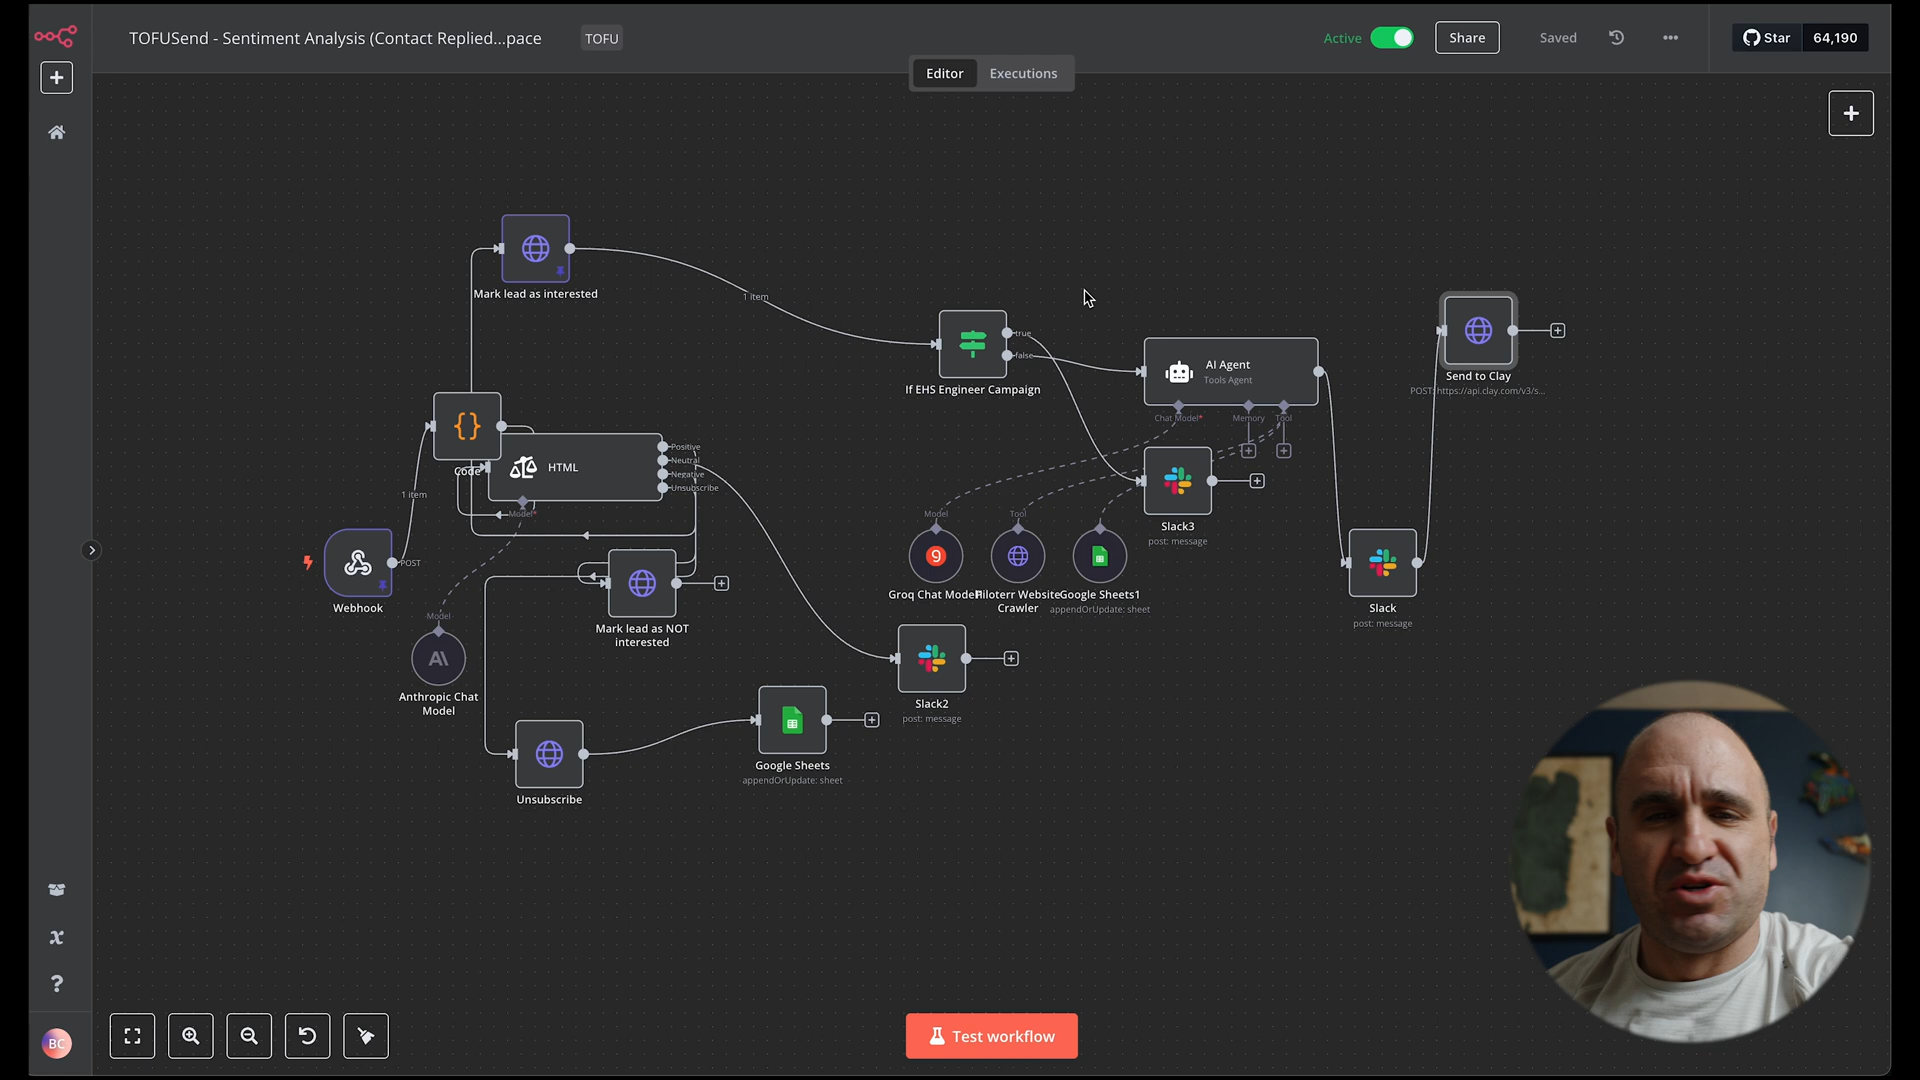 TOFUSend - Sentiment Analysis (Contact Replied...pace
TOFU
Active
Share
Saved
Star
64,190
Editor
Executions
Mark lead as interested
1 item
If EHS Engineer Campaign
true
false
AI Agent
Tools Agent
Chat Model*
Memory
Tool
Send to Clay
POST: https://api.clay.com/v3/s...
Code
HTML
Positive
Neutral
Negative
Unsubscribe
Model*
1 item
POST
Webhook
Model
Anthropic Chat
Model
Mark lead as NOT
interested
Slack3
post: message
Model
Tool
Groq Chat Model
Piloterr Website
Crawler
Google Sheets1
appendOrUpdate: sheet
Slack
post: message
Slack2
post: message
Google Sheets
appendOrUpdate: sheet
Unsubscribe
BC
Test workflow